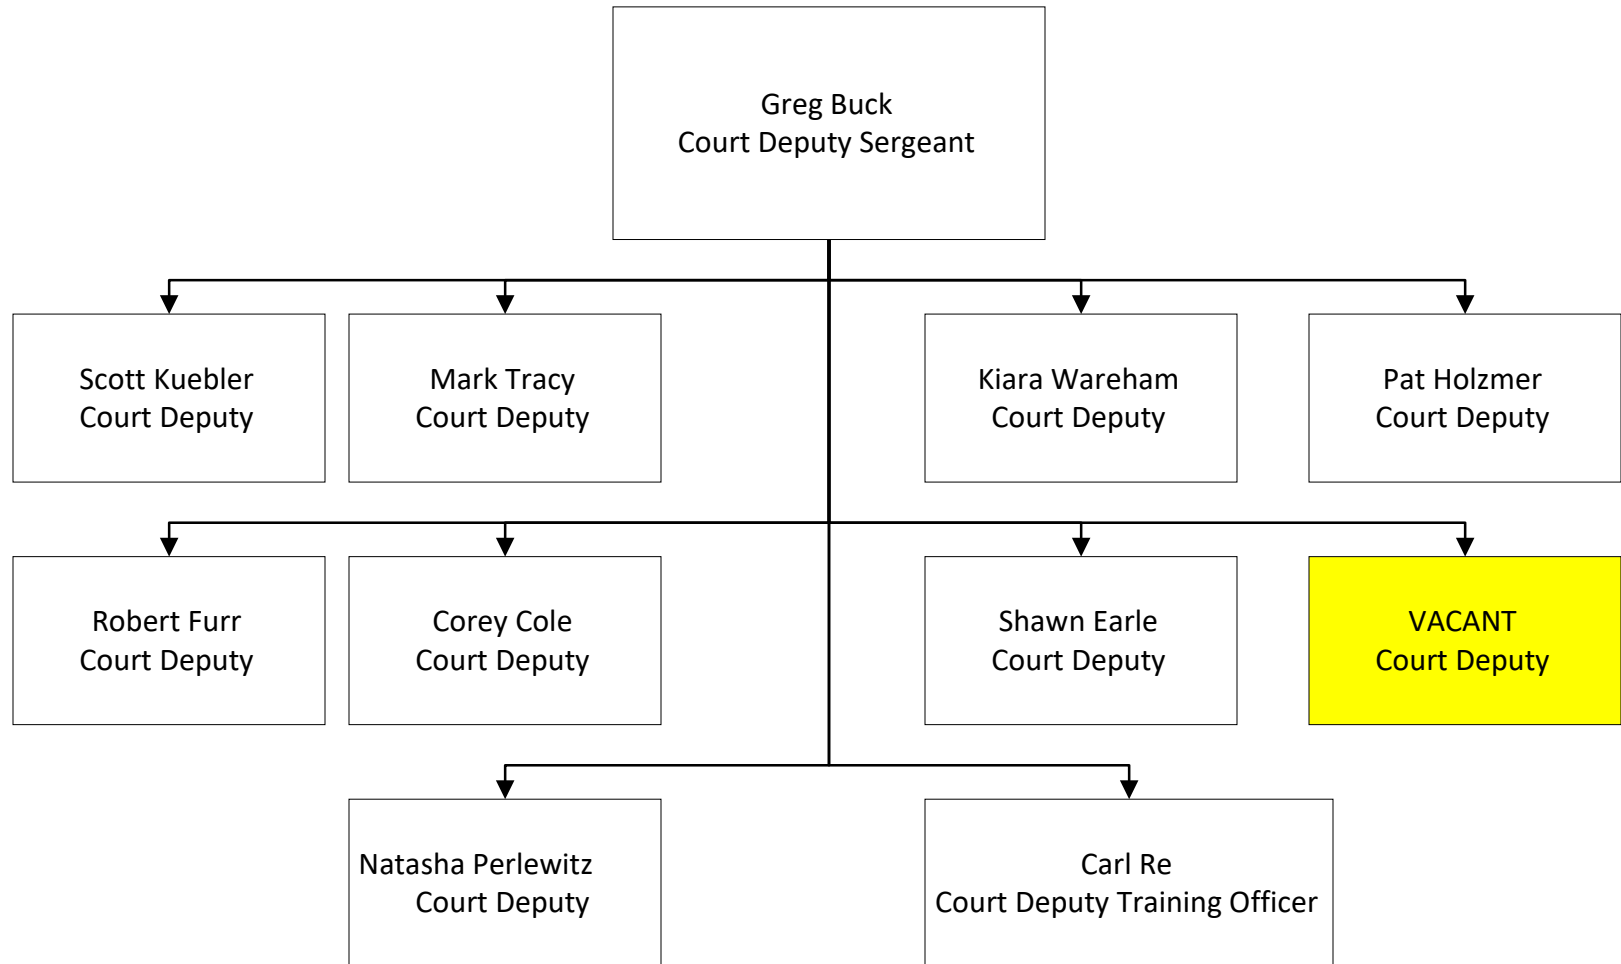 Greg Buck
Court Deputy Sergeant
Scott Kuebler
Court Deputy
Mark Tracy
Court Deputy
Kiara Wareham
Court Deputy
Pat Holzmer
Court Deputy
Robert Furr
Court Deputy
Corey Cole
Court Deputy
Shawn Earle
Court Deputy
VACANT
Court Deputy
Natasha Perlewitz
Court Deputy
Carl Re
Court Deputy Training Officer